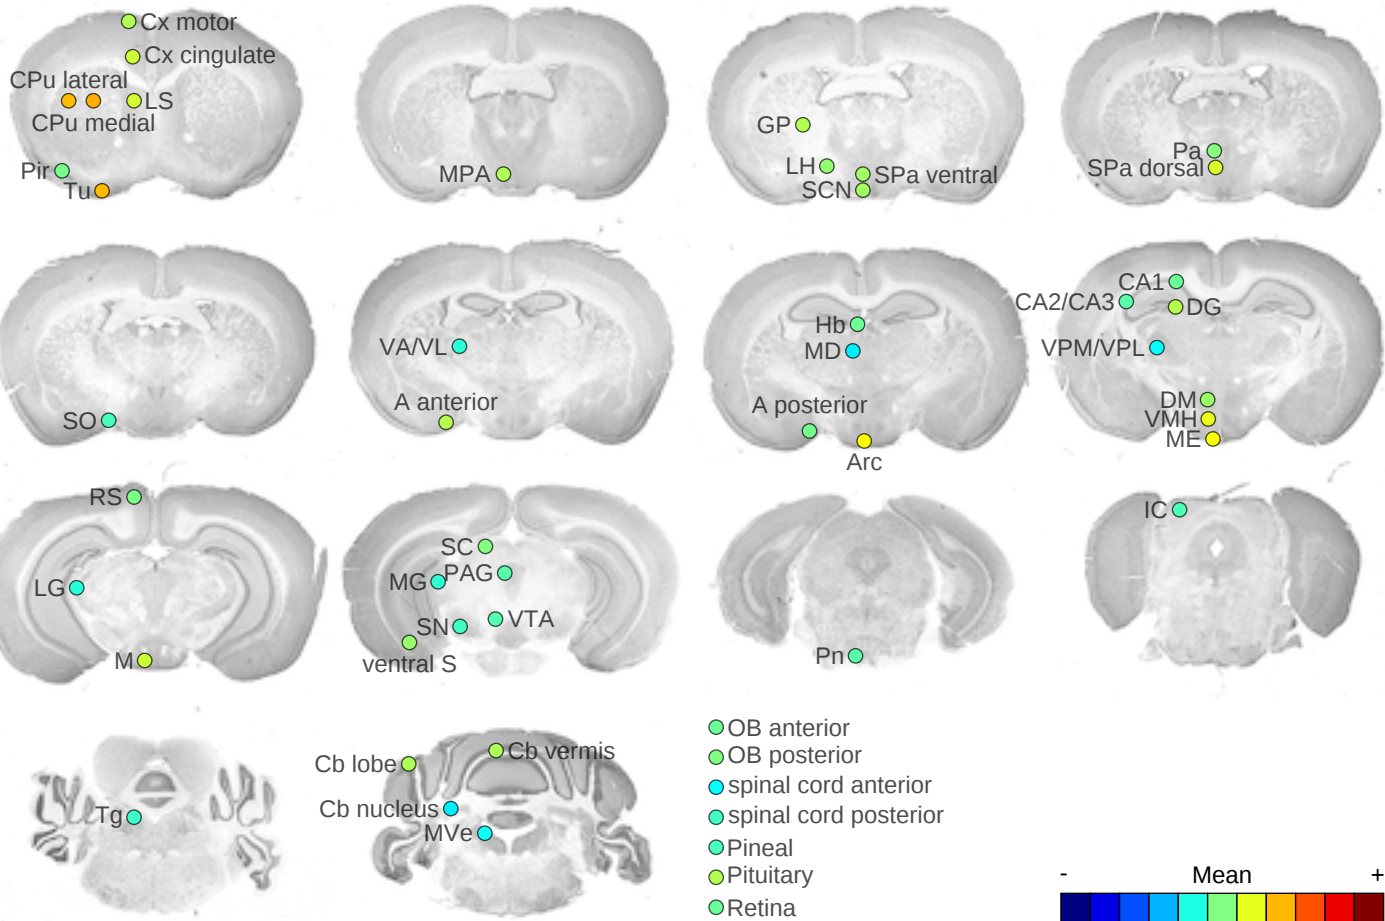 Cx motor
Cx cingulate
CPu lateral
LS
CPu medial
Pir
Tu
MPA
GP
LH
SPa ventral
SCN
Pa
SPa dorsal
SO
VA/VL
A anterior
Hb
MD
A posterior
Arc
CA1
CA2/CA3
DG
VPM/VPL
DM
VMH
ME
RS
LG
M
SC
MG
PAG
SN
VTA
ventral S
Pn
IC
Tg
Cb lobe
Cb vermis
Cb nucleus
MVe
OB anterior
OB posterior
spinal cord anterior
spinal cord posterior
Pineal
Pituitary
Retina
- Mean +